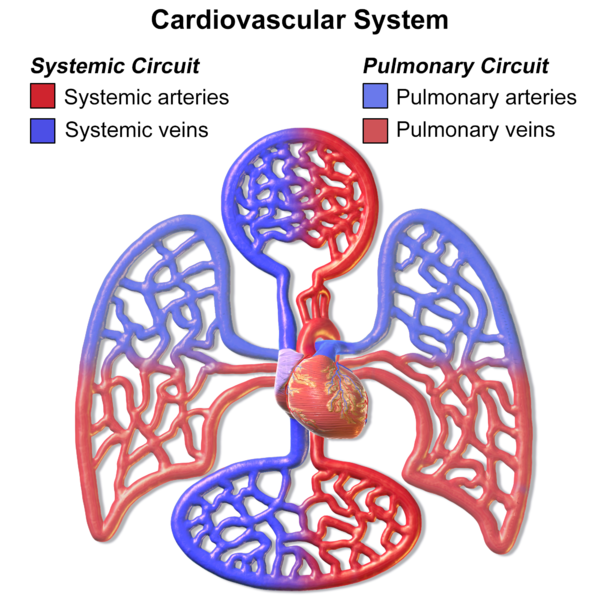 Cardiovascular System
Systemic Circuit
Systemic arteries
Systemic veins
Pulmonary Circuit
Pulmonary arteries
Pulmonary veins